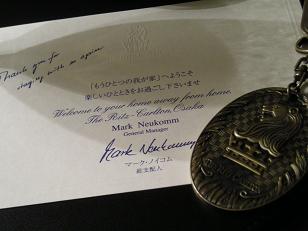 Thank you for
staying with us again
「もうひとつの我が家」へようこそ
楽しいひとときをお過ごし下さいませ
Welcome to your home away from home.
The Ritz-Carlton, Osaka
Mark Neukomm
General Manager
Mark Neukomm
マーク・ノイコム
総支配人